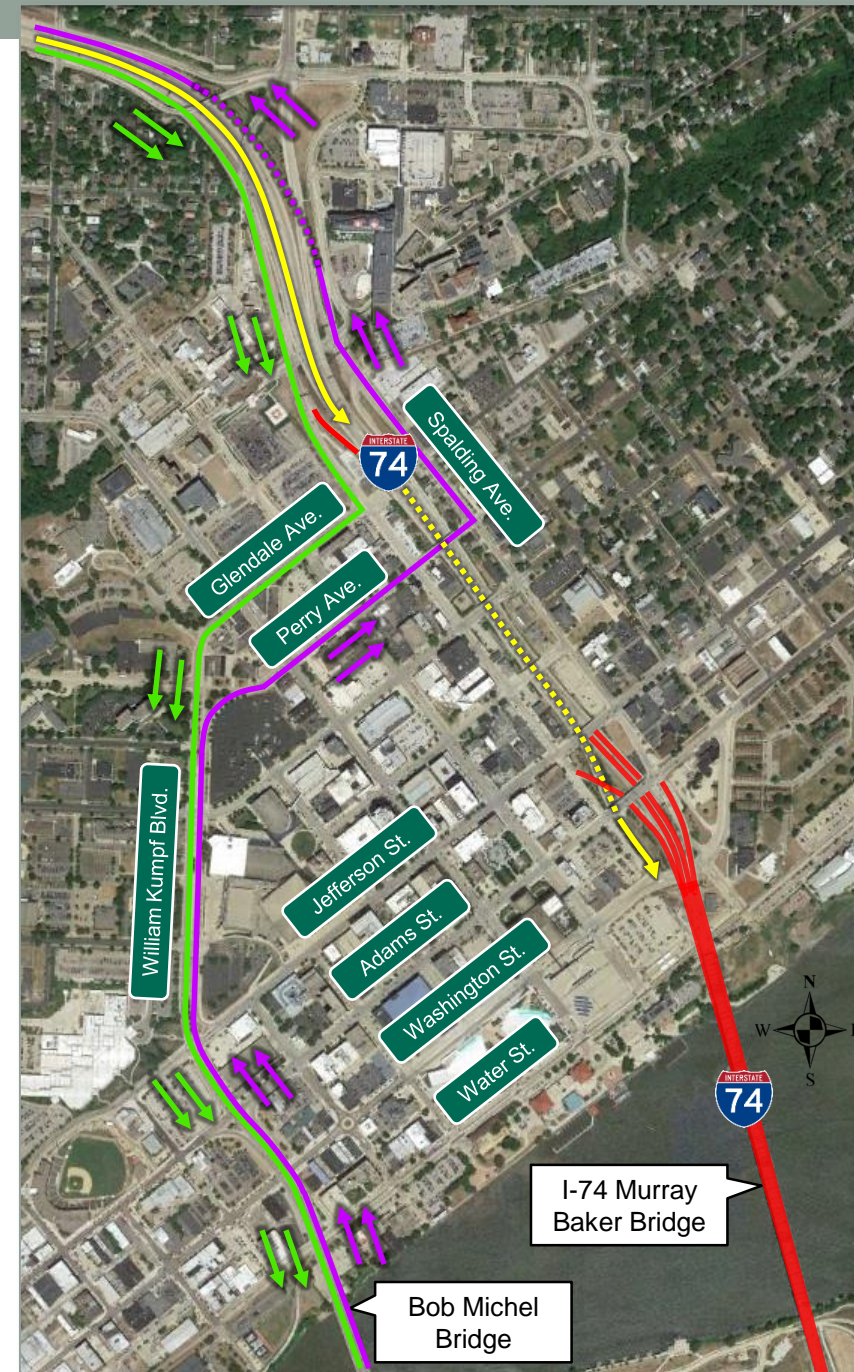 INTERSTATE
74
Spalding Ave.
Glendale Ave.
Perry Ave.
William Kumpf Blvd.
Jefferson St.
Adams St.
Washington St.
Water St.
N
W
S
INTERSTATE
74
I-74 Murray
Baker Bridge
Bob Michel
Bridge